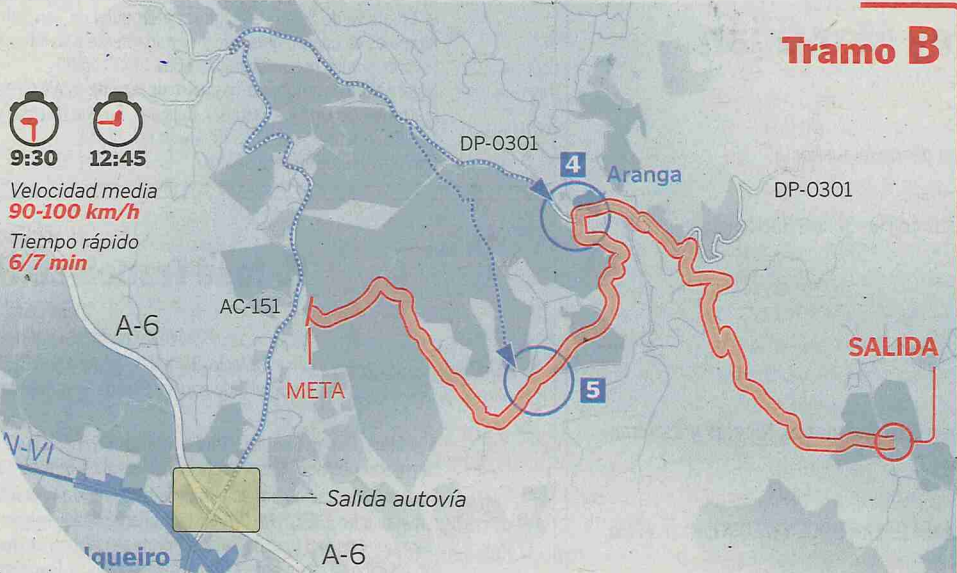 Tramo B
9:30 12:45
Velocidad media
90-100 km/h
Tiempo rápido
6/7 min
DP-0301
4
Aranga
DP-0301
AC-151
A-6
META
SALIDA
5
N-VI
Salida autovía
lqueiro
A-6